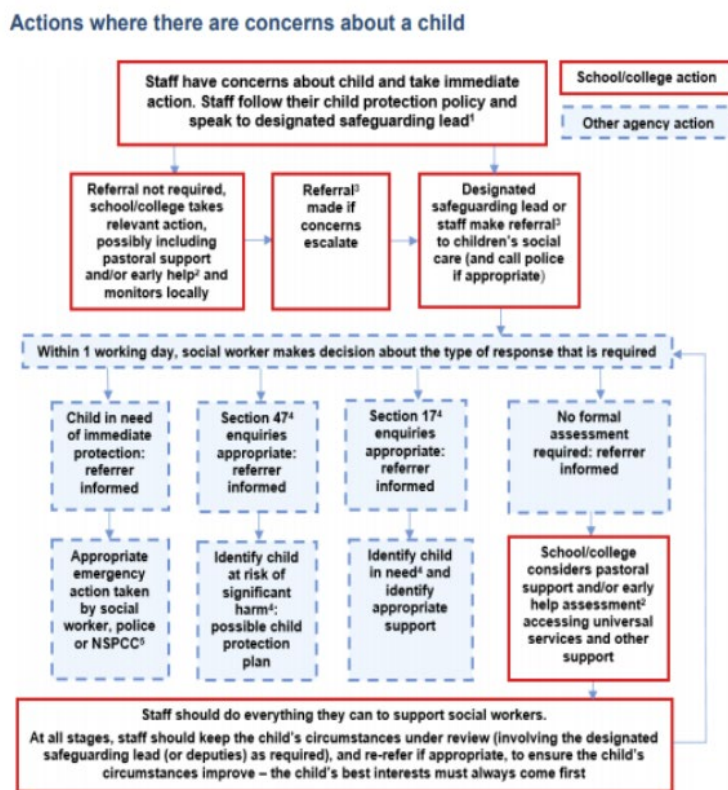 Actions where there are concerns about a child
Staff have concerns about child and take immediate
action. Staff follow their child protection policy and
speak to designated safeguarding lead¹
School/college action
Other agency action
Referral not required,
school/college takes
relevant action,
possibly including
pastoral support
and/or early help² and
monitors locally
Referral³
made if
concerns
escalate
Designated
safeguarding lead or
staff make referral³
to children's social
care (and call police
if appropriate)
Within 1 working day, social worker makes decision about the type of response that is required
Child in need
of immediate
protection:
referrer
informed
Section 47⁴
enquiries
appropriate:
referrer
informed
Section 17⁴
enquiries
appropriate:
referrer
informed
No formal
assessment
required: referrer
informed
Appropriate
emergency
action taken
by social
worker, police
or NSPCC⁵
Identify child
at risk of
significant
harm⁴:
possible child
protection
plan
Identify child
in need⁴ and
identify
appropriate
support
School/college
considers pastoral
support and/or early
help assessment²
accessing universal
services and other
support
Staff should do everything they can to support social workers.
At all stages, staff should keep the child's circumstances under review (involving the designated
safeguarding lead (or deputies) as required), and re-refer if appropriate, to ensure the child's
circumstances improve – the child's best interests must always come first